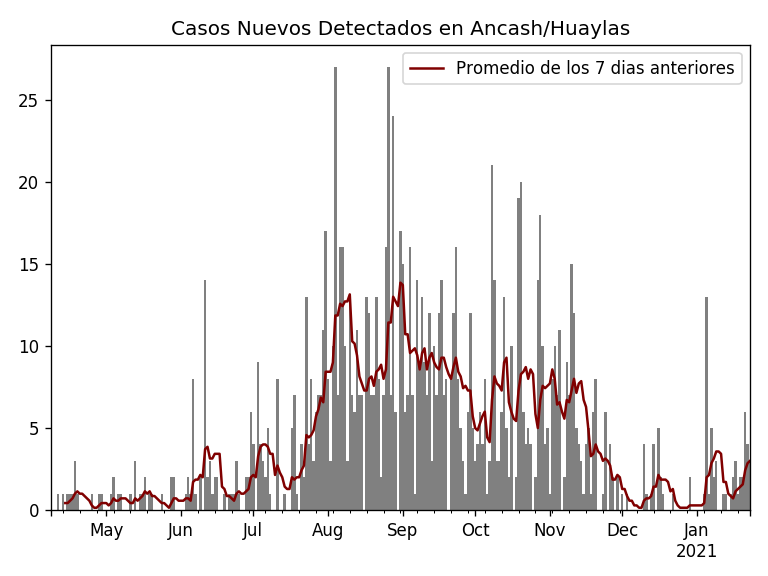 Casos Nuevos Detectados en Ancash/Huaylas
Promedio de los 7 dias anteriores
25
20
15
10
5
0
May Jun Jul Aug Sep Oct Nov Dec Jan
2021